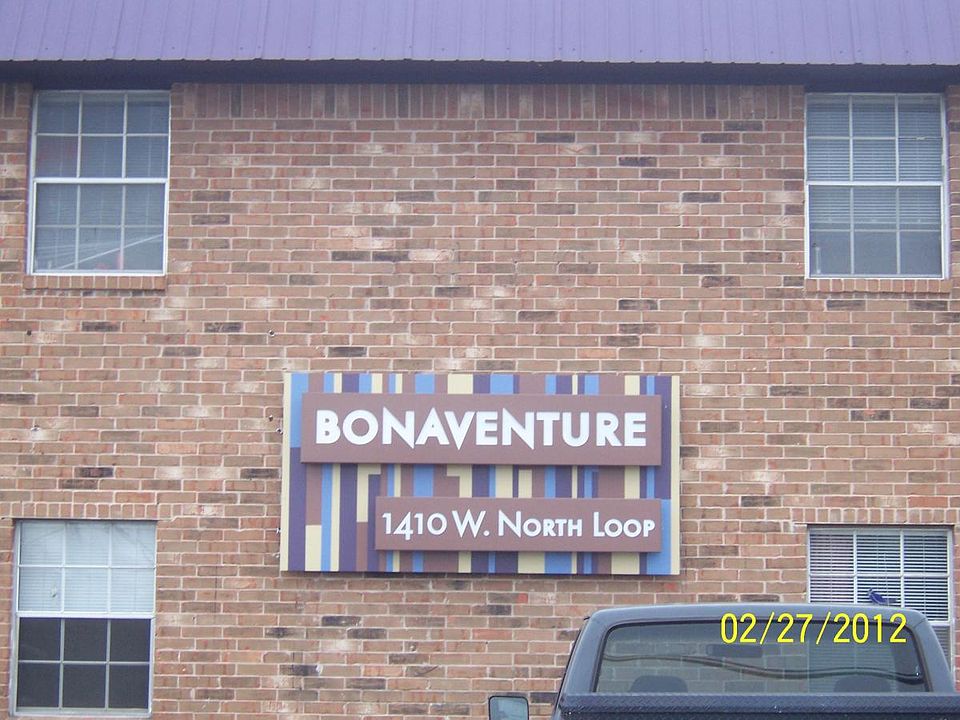 BONAVENTURE
1410 W. North Loop
02/27/2012